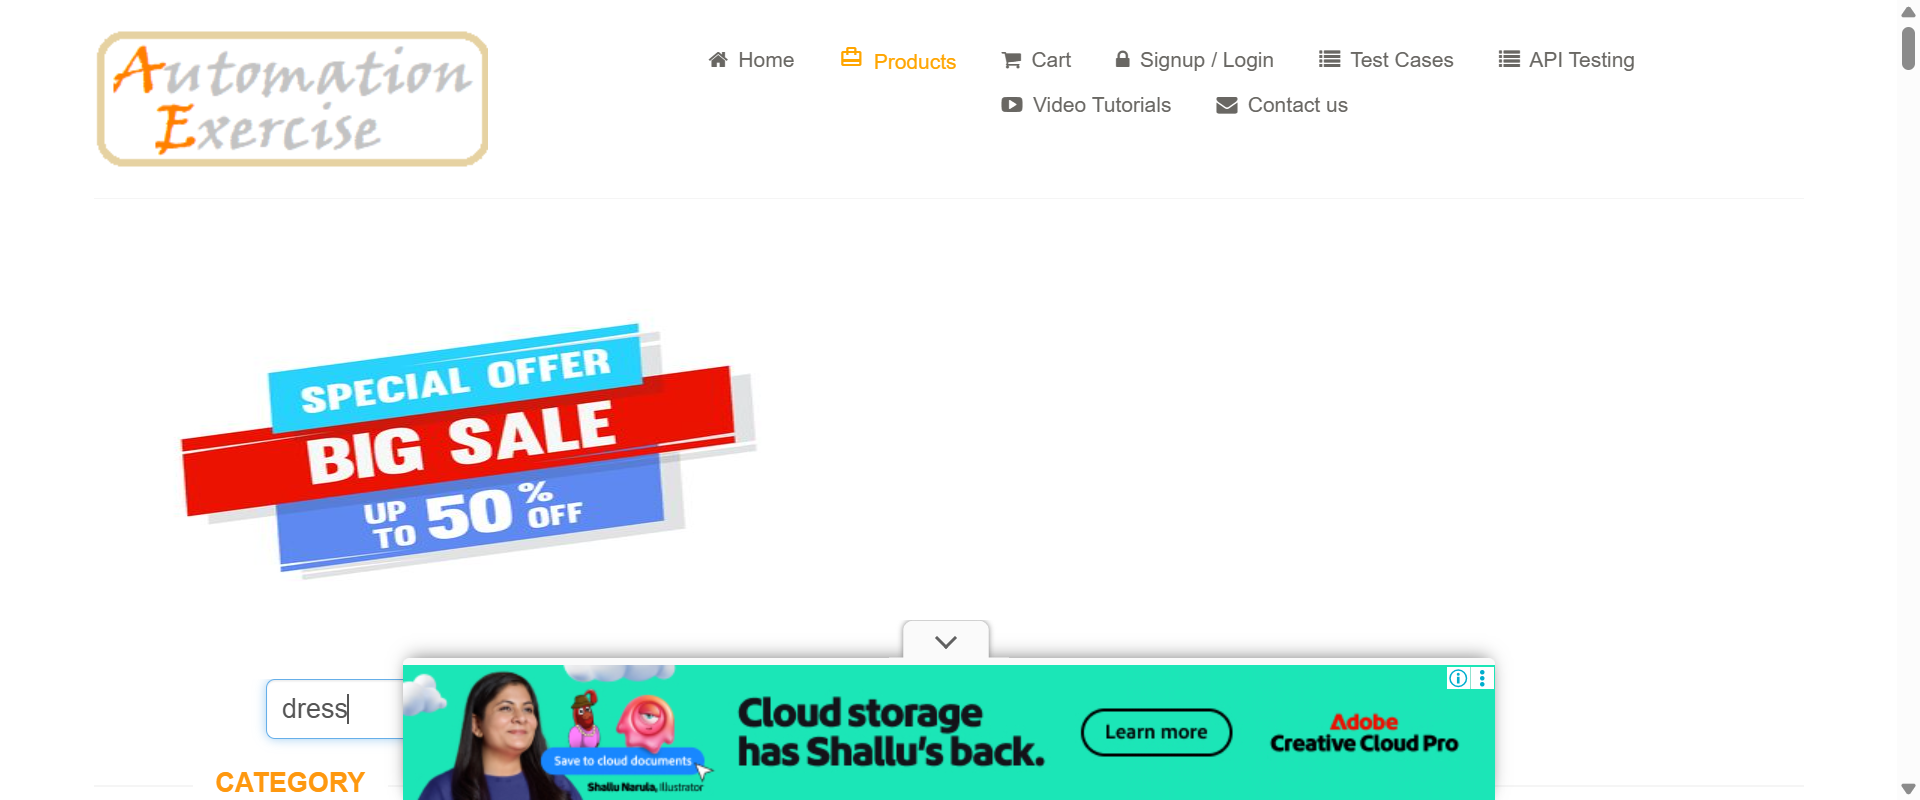 Automation
Exercise
Home
Products
Cart
Signup / Login
Test Cases
API Testing
Video Tutorials
Contact us
SPECIAL OFFER
BIG SALE
UP TO 50% OFF
dress
CATEGORY
Save to cloud documents
Shallu Narula, Illustrator
Cloud storage
has Shallu's back.
Learn more
Adobe
Creative Cloud Pro